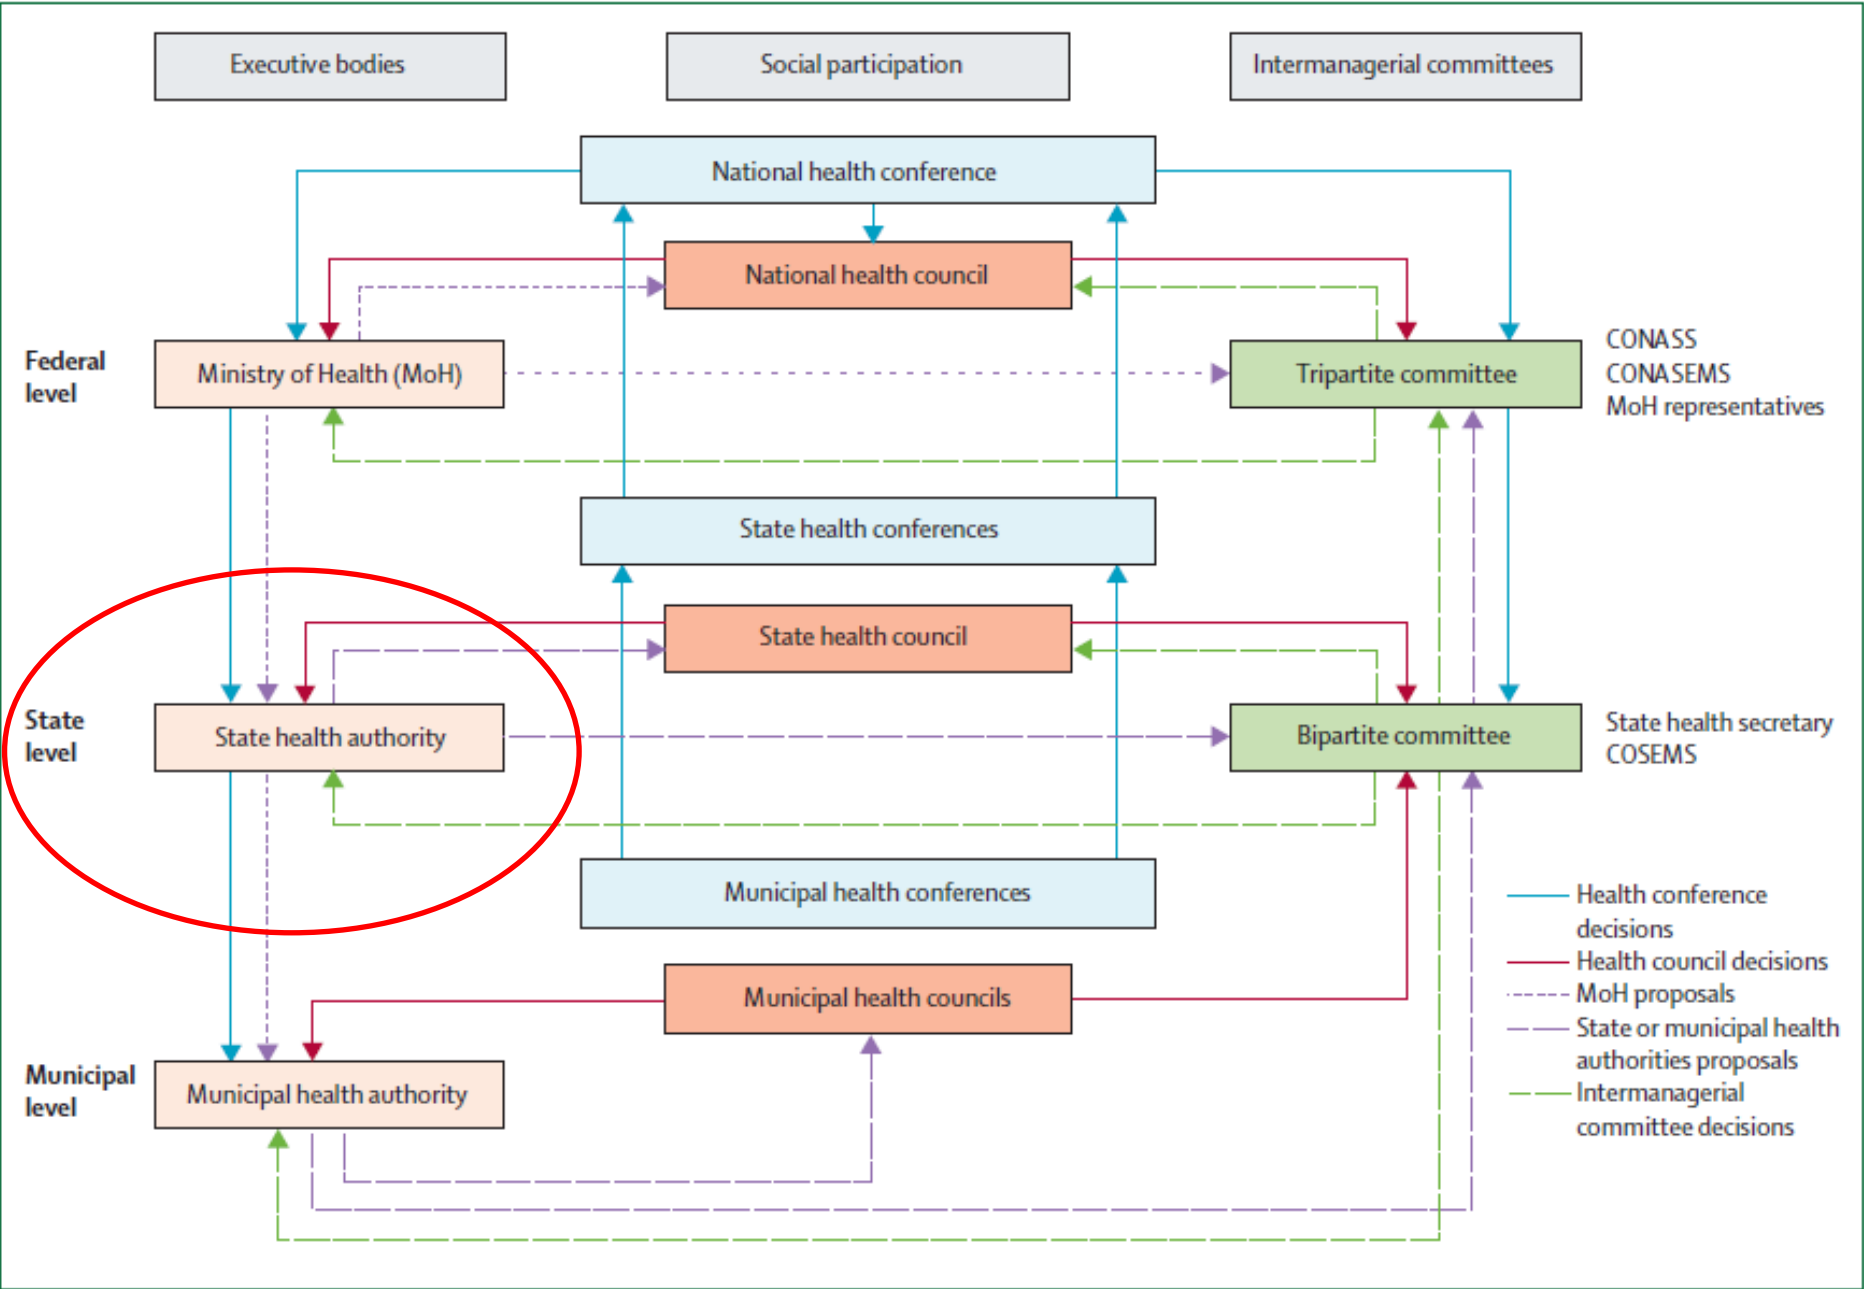 Executive bodies
Social participation
Intermanagerial committees
National health conference
National health council
Federal
level
Ministry of Health (MoH)
Tripartite committee
CONASS
CONASEMS
MoH representatives
State health conferences
State health council
State
level
State health authority
Bipartite committee
State health secretary
COSEMS
Municipal health conferences
Municipal health councils
Municipal
level
Municipal health authority
Health conference
decisions
Health council decisions
MoH proposals
State or municipal health
authorities proposals
Intermanagerial
committee decisions